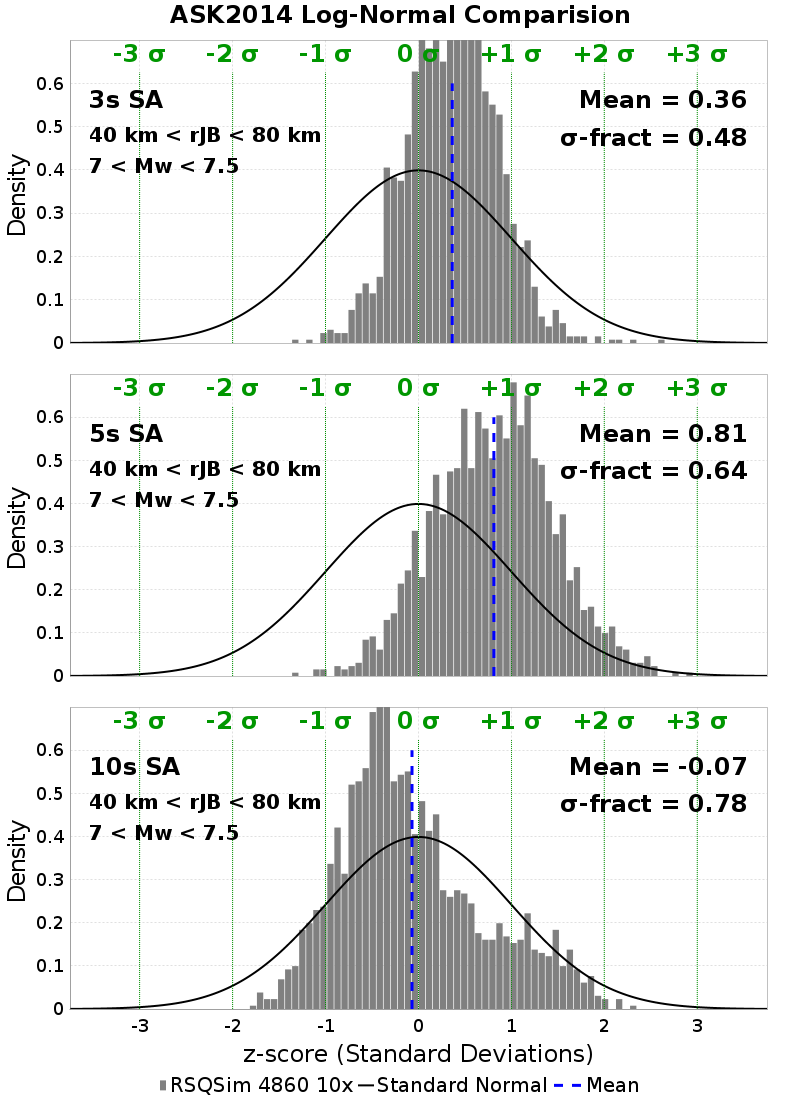 ASK2014 Log-Normal Comparision
-3 σ -2 σ -1 σ 0 σ +1 σ +2 σ +3 σ
3s SA
40 km < rJB < 80 km
7 < Mw < 7.5
Mean = 0.36
σ-fract = 0.48
0.6
0.5
0.4
0.3
0.2
0.1
0
Density
-3 σ -2 σ -1 σ 0 σ +1 σ +2 σ +3 σ
5s SA
40 km < rJB < 80 km
7 < Mw < 7.5
Mean = 0.81
σ-fract = 0.64
0.6
0.5
0.4
0.3
0.2
0.1
0
Density
-3 σ -2 σ -1 σ 0 σ +1 σ +2 σ +3 σ
10s SA
40 km < rJB < 80 km
7 < Mw < 7.5
Mean = -0.07
σ-fract = 0.78
0.6
0.5
0.4
0.3
0.2
0.1
0
Density
-3 -2 -1 0 1 2 3
z-score (Standard Deviations)
RSQSim 4860 10x Standard Normal Mean